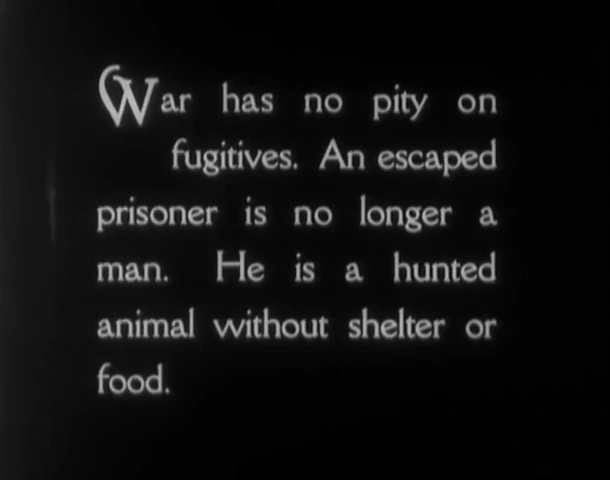 War has no pity on
fugitives. An escaped
prisoner is no longer a
man. He is a hunted
animal without shelter or
food.